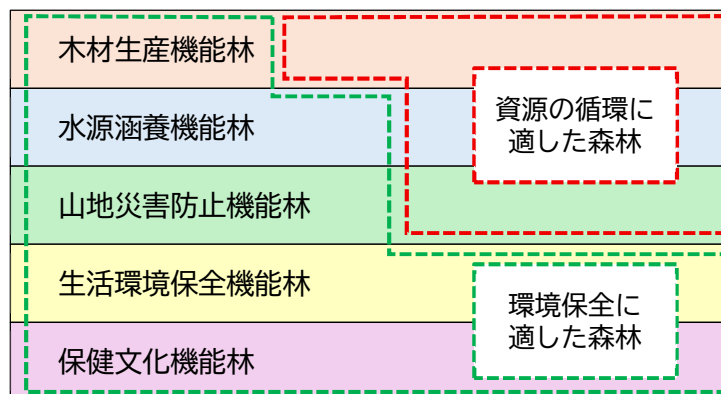 木材生産機能林
水源涵養機能林
山地災害防止機能林
生活環境保全機能林
保健文化機能林
資源の循環に
適した森林
環境保全に
適した森林